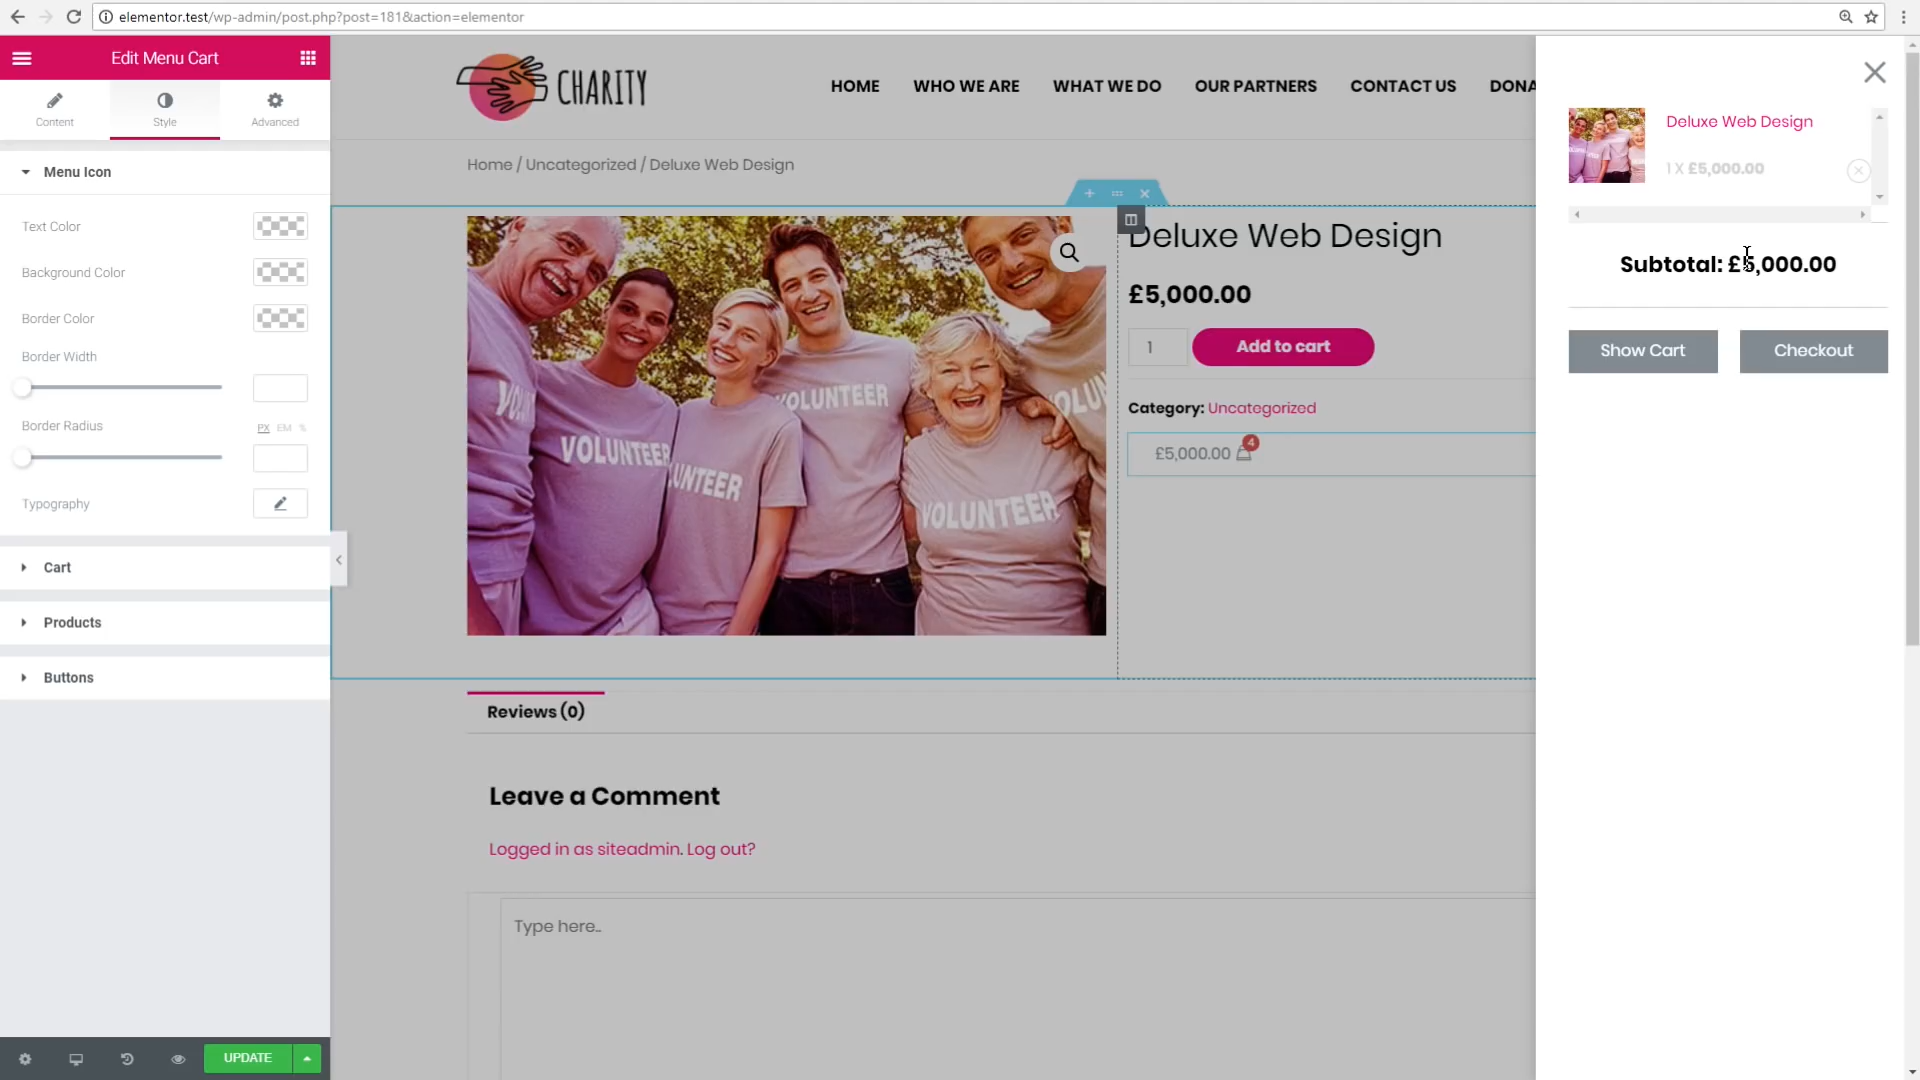 elementor.test/wp-admin/post.php?post=181&action=elementor
Edit Menu Cart
Content
Style
Advanced
Menu Icon
Text Color
Background Color
Border Color
Border Width
Border Radius
PX EM %
Typography
Cart
Products
Buttons
UPDATE
CHARITY
HOME
WHO WE ARE
WHAT WE DO
OUR PARTNERS
CONTACT US
DONA
Home / Uncategorized / Deluxe Web Design
VOLUNTEER
VOLUNTEER
UNTEER
VOLUNTEER
Deluxe Web Design
£5,000.00
1
Add to cart
Category: Uncategorized
£5,000.00
4
Reviews (0)
Leave a Comment
Logged in as siteadmin. Log out?
Type here..
Deluxe Web Design
1 X £5,000.00
Subtotal: £5,000.00
Show Cart
Checkout